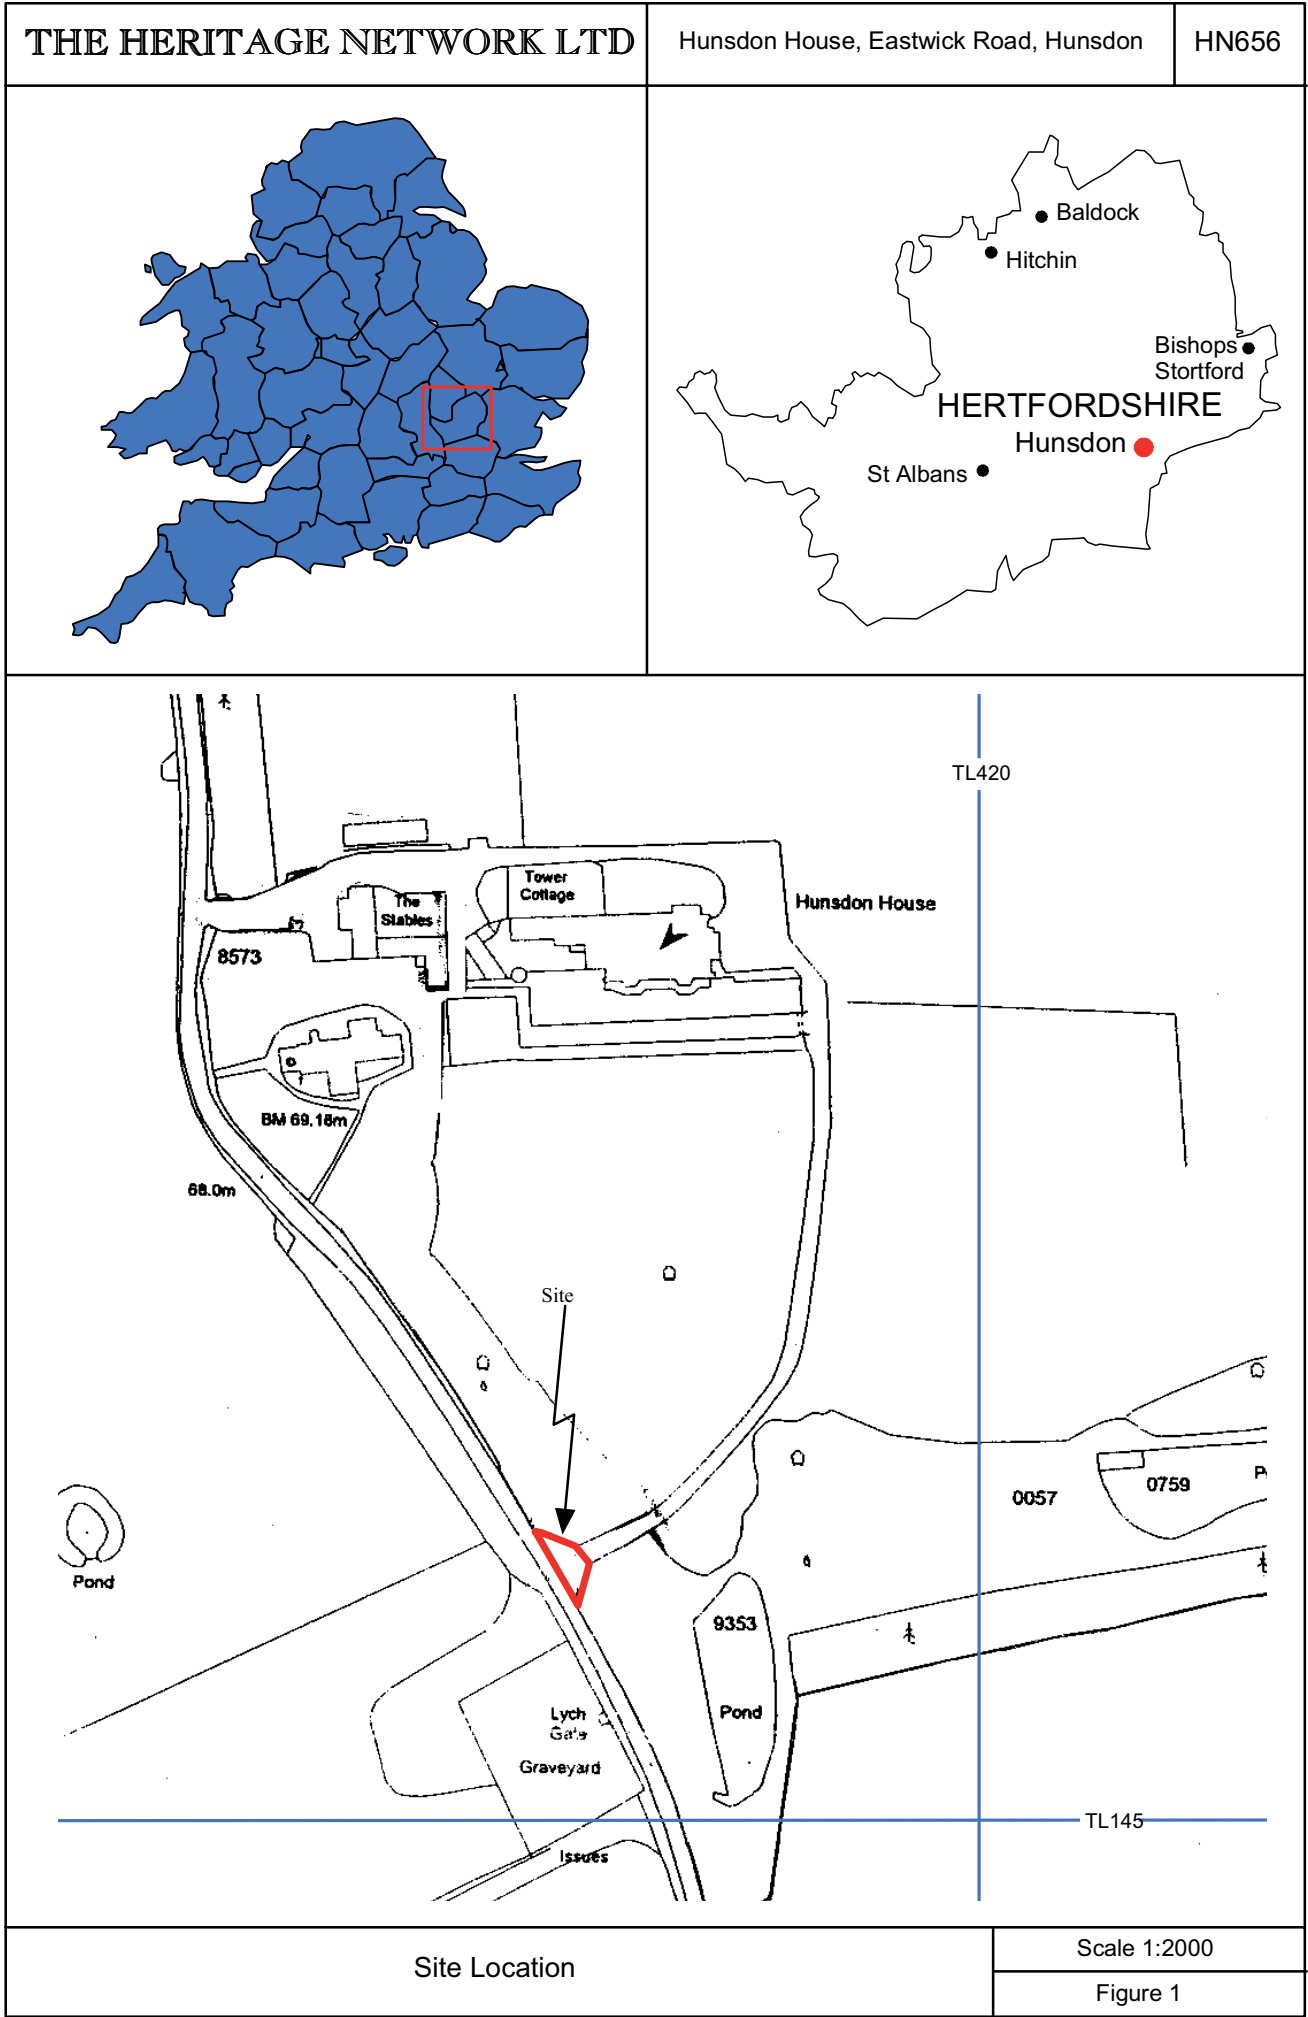 THE HERITAGE NETWORK LTD
Hunsdon House, Eastwick Road, Hunsdon
HN656
Baldock
Hitchin
Bishops
Stortford
HERTFORDSHIRE
Hunsdon
St Albans
TL420
Tower
Cottage
The
Stables
Hunsdon House
8573
BM 69.18m
68.0m
Site
0057
0759
Pond
9353
Pond
Lych
Gate
Graveyard
TL145
Issues
Site Location
Scale 1:2000
Figure 1